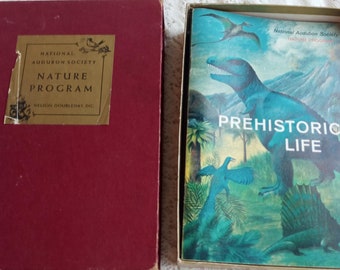 NATIONAL
AUDUBON SOCIETY
NATURE
PROGRAM
NELSON DOUBLEDAY, INC.
National Audubon Society
PREHISTORIC
LIFE